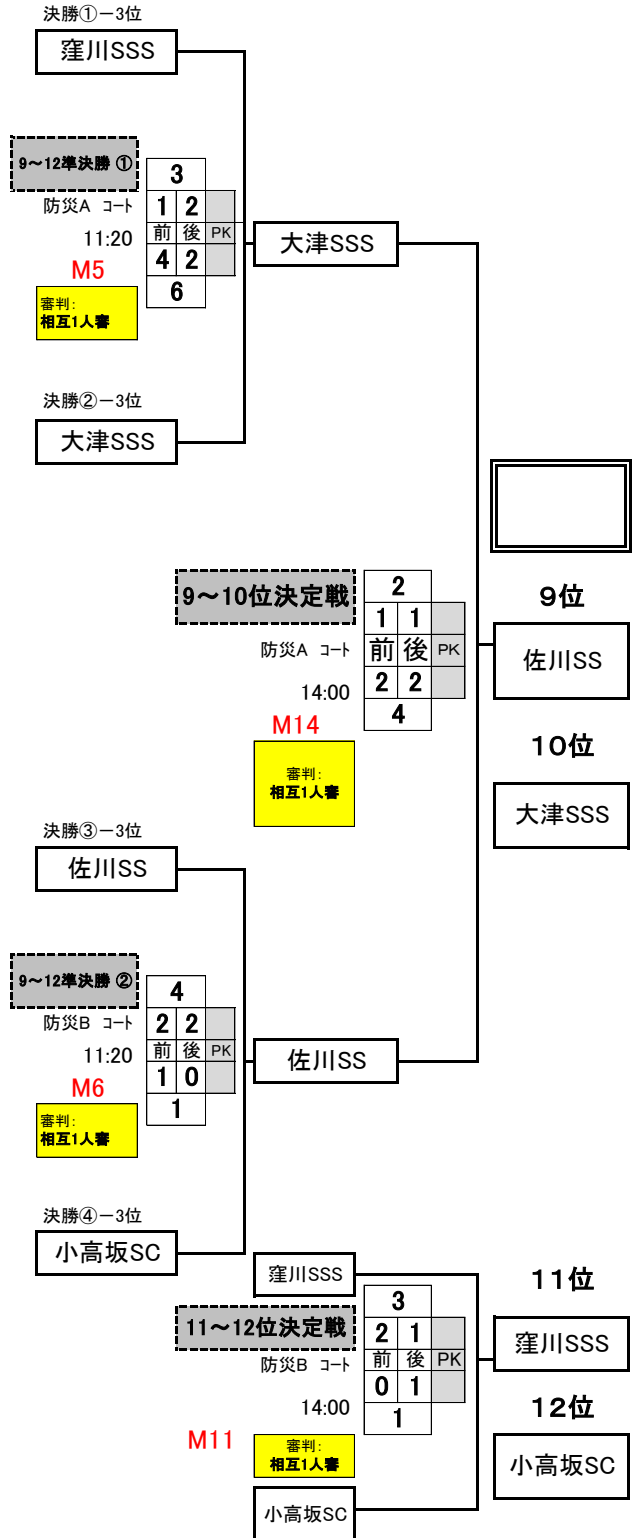 決勝①－3位
窪川SSS
9～12準決勝 ①
3
防災A コート
1 2
11:20
前 後 PK
大津SSS
4 2
M5
6
審判:
相互1人審
決勝②－3位
大津SSS
9～10位決定戦
2
9位
1 1
防災A コート
前 後 PK
佐川SS
14:00
2 2
M14
4
10位
審判:
相互1人審
大津SSS
決勝③－3位
佐川SS
9～12準決勝 ②
4
防災B コート
2 2
11:20
前 後 PK
佐川SS
1 0
M6
1
審判:
相互1人審
決勝④－3位
小高坂SC
窪川SSS
11位
3
11～12位決定戦
2 1
防災B コート
前 後 PK
窪川SSS
0 1
14:00
1
12位
M11
審判:
相互1人審
小高坂SC
小高坂SC